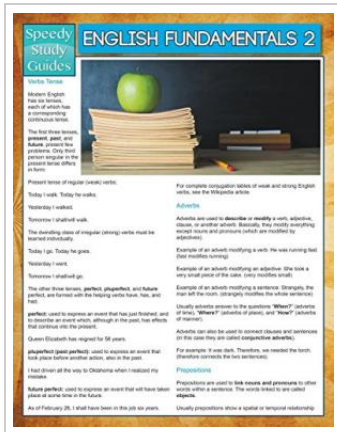 Speedy
Study
Guides
ENGLISH FUNDAMENTALS 2
Verbs Tense
Modern English
has six tenses,
each of which has
a corresponding
continuous tense.
The first three tenses,
present, past, and
future, present few
problems. Only third
person singular in the
present tense differs
in form:
Present tense of regular (weak) verbs:
Today I walk. Today he walks.
Yesterday I walked.
Tomorrow I shall/will walk.
The dwindling class of irregular (strong) verbs must be
learned individually.
Today I go. Today he goes.
Yesterday I went.
Tomorrow I shall/will go.
The other three tenses, perfect, pluperfect, and future
perfect, are formed with the helping verbs have, has, and
had.
perfect: used to express an event that has just finished, and
to describe an event which, although in the past, has effects
that continue into the present.
Queen Elizabeth has reigned for 56 years.
pluperfect (past perfect): used to express an event that
took place before another action, also in the past.
I had driven all the way to Oklahoma when I realized my
mistake.
future perfect: used to express an event that will have taken
place at some time in the future.
As of February 26, I shall have been in this job six years.
For complete conjugation tables of weak and strong English
verbs, see the Wikipedia article.
Adverbs
Adverbs are used to describe or modify a verb, adjective,
clause, or another adverb. Basically, they modify everything
except nouns and pronouns (which are modified by
adjectives).
Example of an adverb modifying a verb: He was running fast.
(fast modifies running)
Example of an adverb modifying an adjective: She took a
very small piece of the cake. (very modifies small)
Example of an adverb modifying a sentence: Strangely, the
man left the room. (strangely modifies the whole sentence)
Usually adverbs answer to the questions "When?" (adverbs
of time), "Where?" (adverbs of place), and "How?" (adverbs
of manner).
Adverbs can also be used to connect clauses and sentences
(in this case they are called conjunctive adverbs).
For example: It was dark. Therefore, we needed the torch.
(therefore connects the two sentences)
Prepositions
Prepositions are used to link nouns and pronouns to other
words within a sentence. The words linked to are called
objects.
Usually prepositions show a spatial or temporal relationship